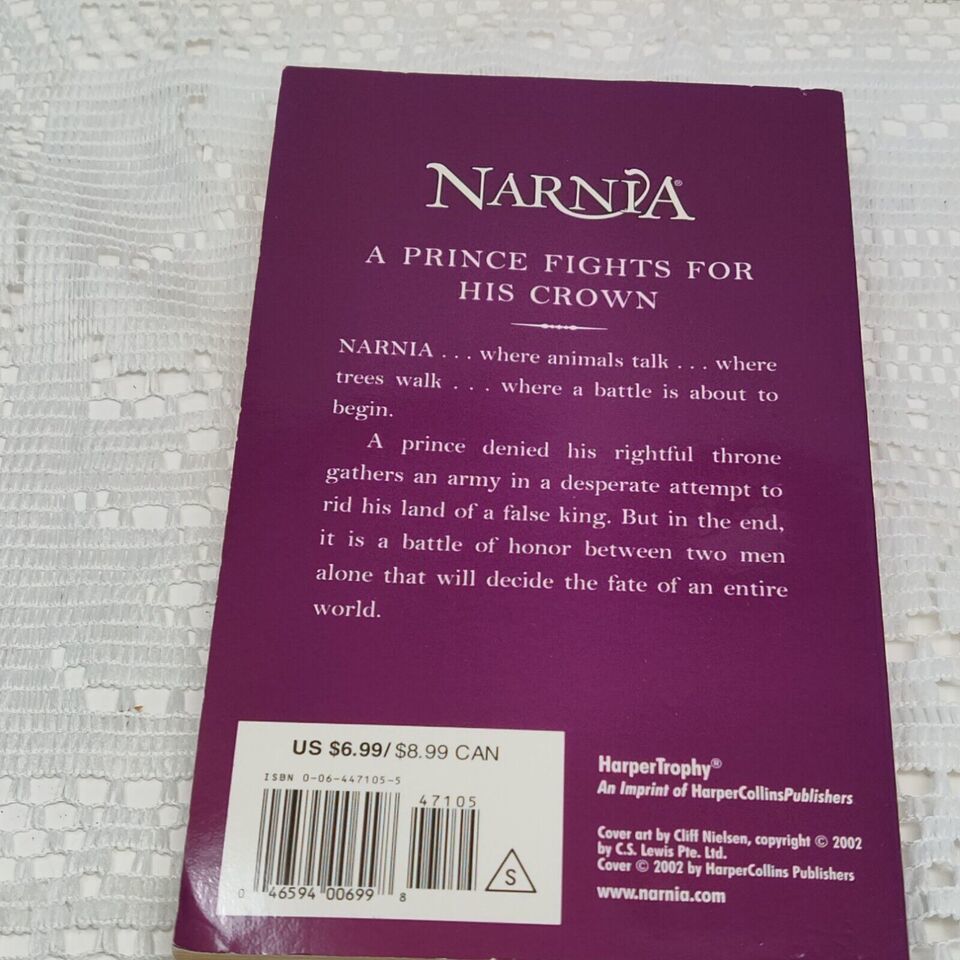 NARNIA®
A PRINCE FIGHTS FOR
HIS CROWN
NARNIA . . . where animals talk . . . where
trees walk . . . where a battle is about to
begin.
A prince denied his rightful throne
gathers an army in a desperate attempt to
rid his land of a false king. But in the end,
it is a battle of honor between two men
alone that will decide the fate of an entire
world.
US $6.99/ $8.99 CAN
ISBN 0-06-447105-5
47105
0 46594 00699 8
S
HarperTrophy®
An Imprint of HarperCollinsPublishers
Cover art by Cliff Nielsen, copyright © 2002
by C.S. Lewis Pte. Ltd.
Cover © 2002 by HarperCollins Publishers
www.narnia.com